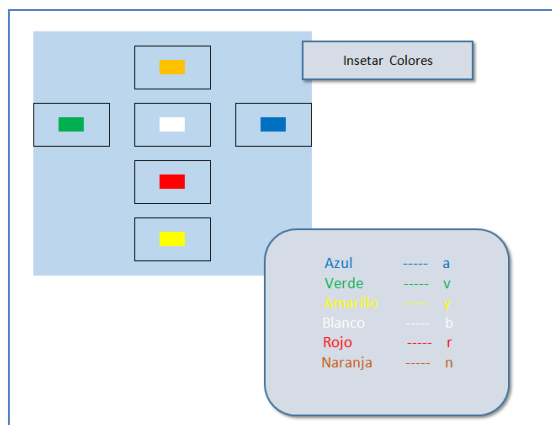 Insetar Colores
Azul ----- a
Verde ----- v
Amarillo ----- y
Blanco ----- b
Rojo ----- r
Naranja ----- n